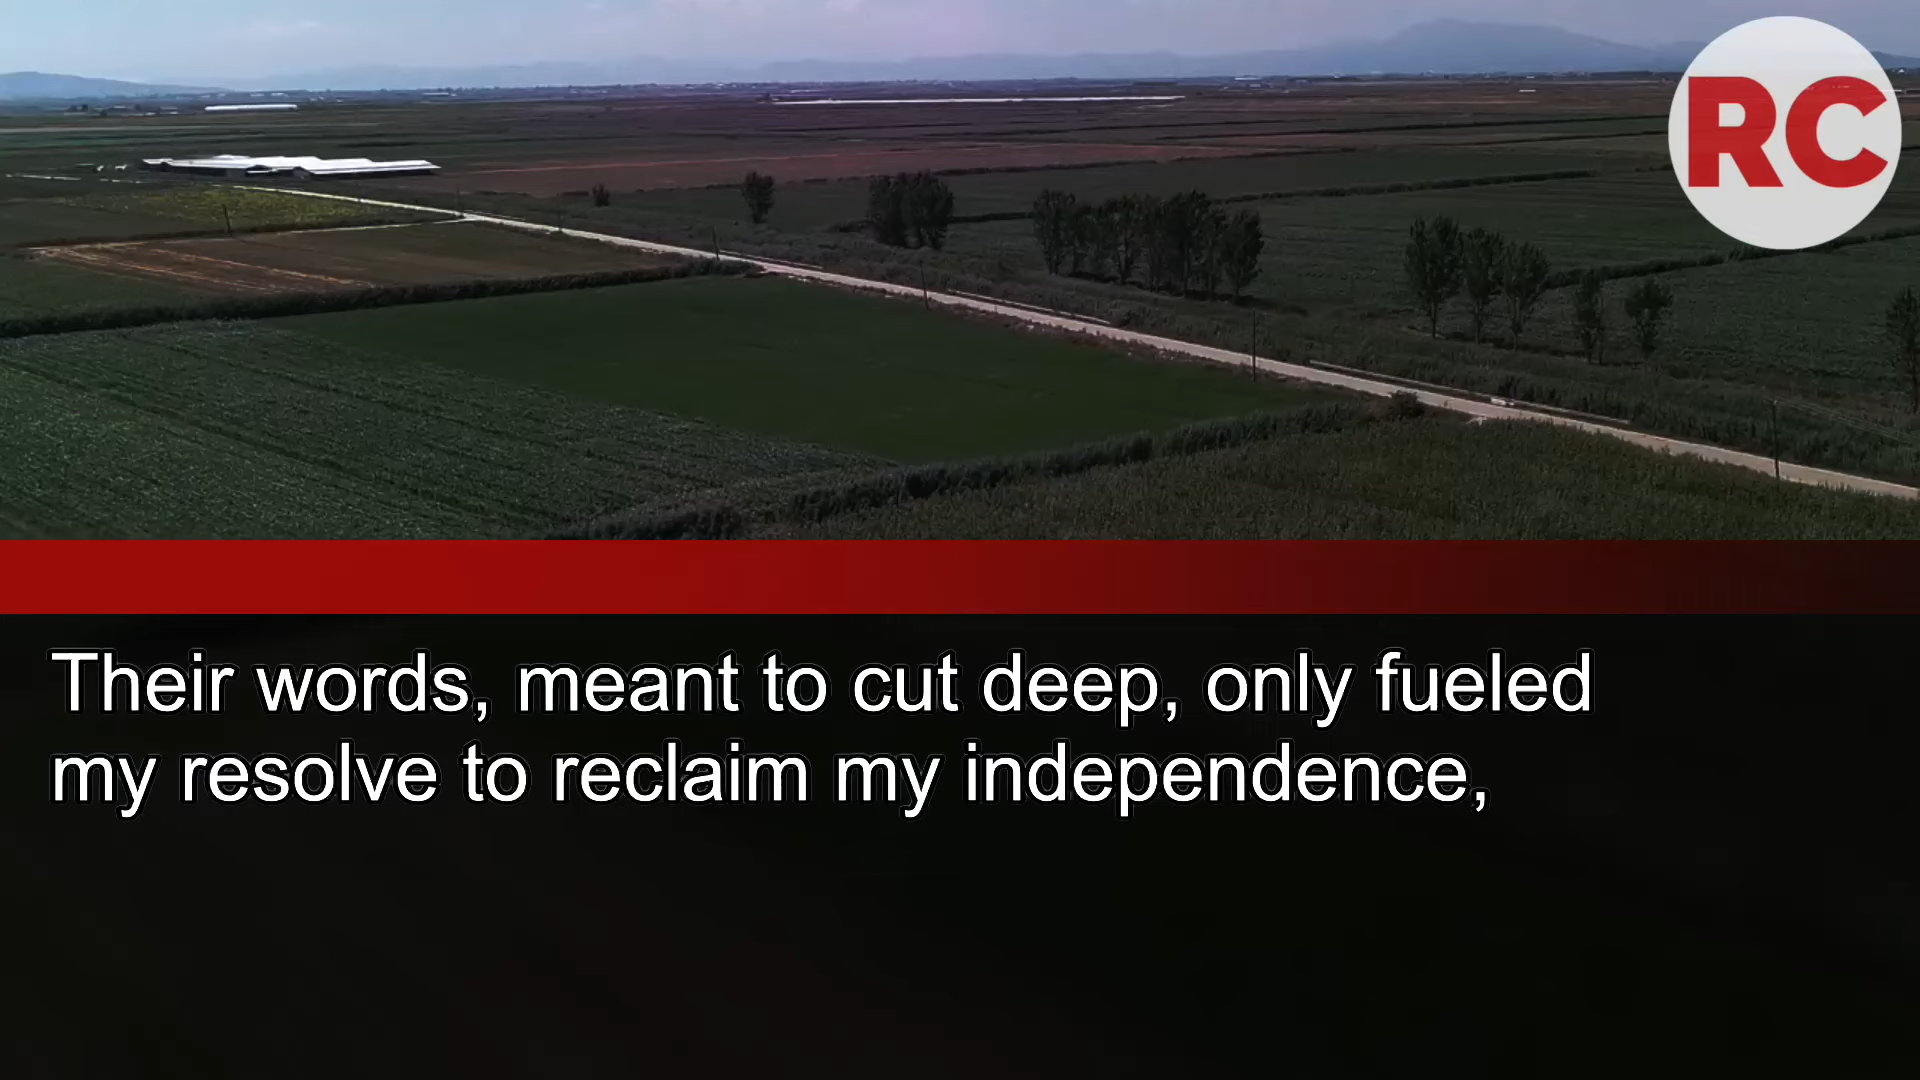 RC
Their words, meant to cut deep, only fueled
my resolve to reclaim my independence,